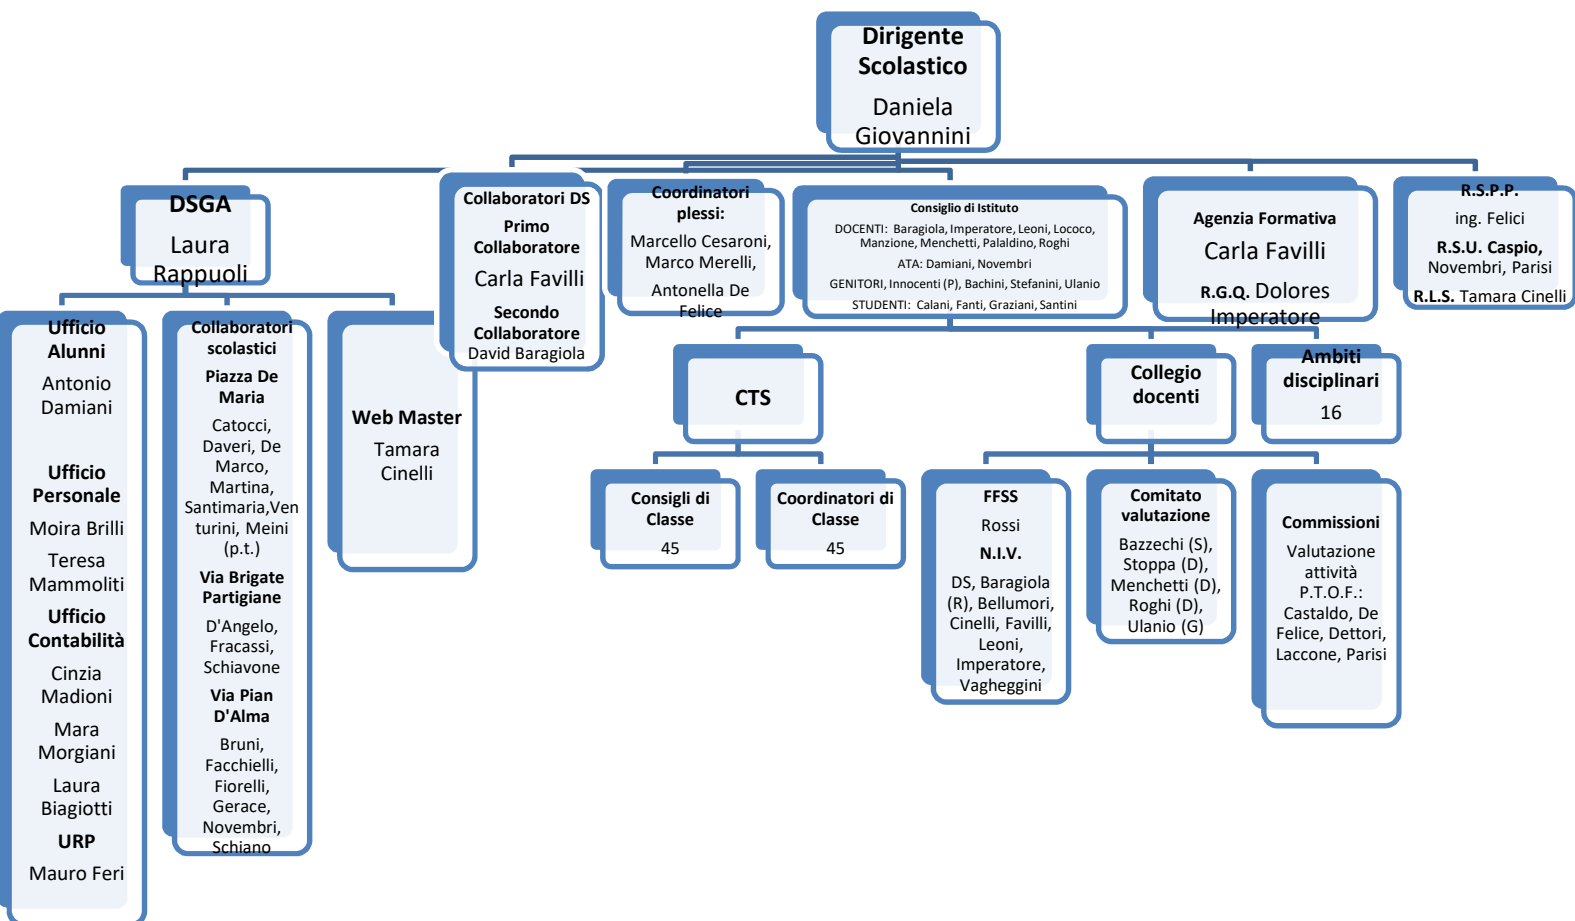 Dirigente
Scolastico
Daniela
Giovannini
DSGA
Laura
Rappuoli
Collaboratori DS
Primo
Collaboratore
Carla Favilli
Secondo
Collaboratore
David Baragiola
Coordinatori
plessi:
Marcello Cesaroni,
Marco Merelli,
Antonella De
Felice
Consiglio di Istituto
DOCENTI: Baragiola, Imperatore, Leoni, Lococo,
Manzione, Menchetti, Palaldino, Roghi
ATA: Damiani, Novembri
GENITORI, Innocenti (P), Bachini, Stefanini, Ulanio
STUDENTI: Calani, Fanti, Graziani, Santini
Agenzia Formativa
Carla Favilli
R.G.Q. Dolores
Imperatore
R.S.P.P.
ing. Felici
R.S.U. Caspio,
Novembri, Parisi
R.L.S. Tamara Cinelli
Ufficio
Alunni
Antonio
Damiani
Ufficio
Personale
Moira Brilli
Teresa
Mammoliti
Ufficio
Contabilità
Cinzia
Madioni
Mara
Morgiani
Laura
Biagiotti
URP
Mauro Feri
Collaboratori
scolastici
Piazza De
Maria
Catocci,
Daveri, De
Marco,
Martina,
Santimaria,Ven
turini, Meini
(p.t.)
Via Brigate
Partigiane
D'Angelo,
Fracassi,
Schiavone
Via Pian
D'Alma
Bruni,
Facchielli,
Fiorelli,
Gerace,
Novembri,
Schiano
Web Master
Tamara
Cinelli
CTS
Collegio
docenti
Ambiti
disciplinari
16
Consigli di
Classe
45
Coordinatori di
Classe
45
FFSS
Rossi
N.I.V.
DS, Baragiola
(R), Bellumori,
Cinelli, Favilli,
Leoni,
Imperatore,
Vagheggini
Comitato
valutazione
Bazzechi (S),
Stoppa (D),
Menchetti (D),
Roghi (D),
Ulanio (G)
Commissioni
Valutazione
attività
P.T.O.F.:
Castaldo, De
Felice, Dettori,
Laccone, Parisi